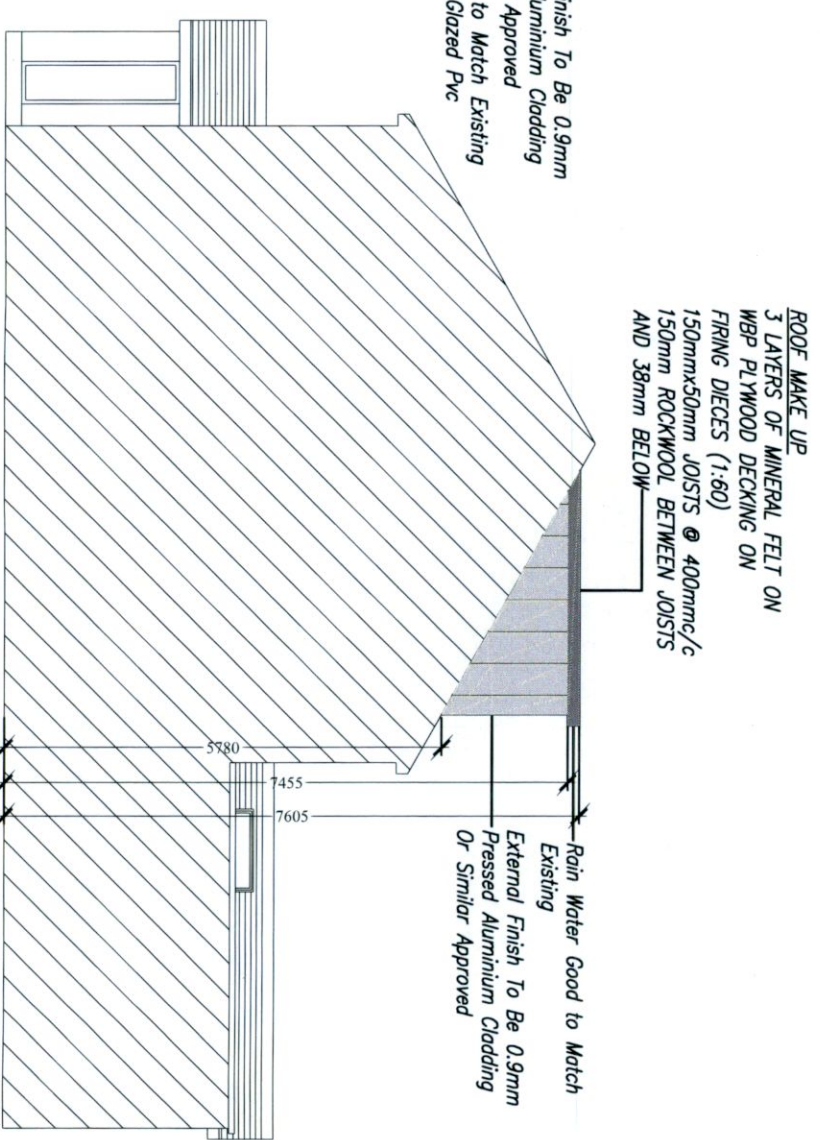 ROOF MAKE UP
3 LAYERS OF MINERAL FELT ON
WBP PLYWOOD DECKING ON
FIRING DIECES (1:60)
150mmx50mm JOISTS @ 400mmc/c
150mm ROCKWOOL BETWEEN JOISTS
AND 38mm BELOW
Finish To Be 0.9mm
Aluminium Cladding
Approved
to Match Existing
Glazed Pvc
5780
7455
7605
Rain Water Good to Match
Existing
External Finish To Be 0.9mm
Pressed Aluminium Cladding
Or Similar Approved